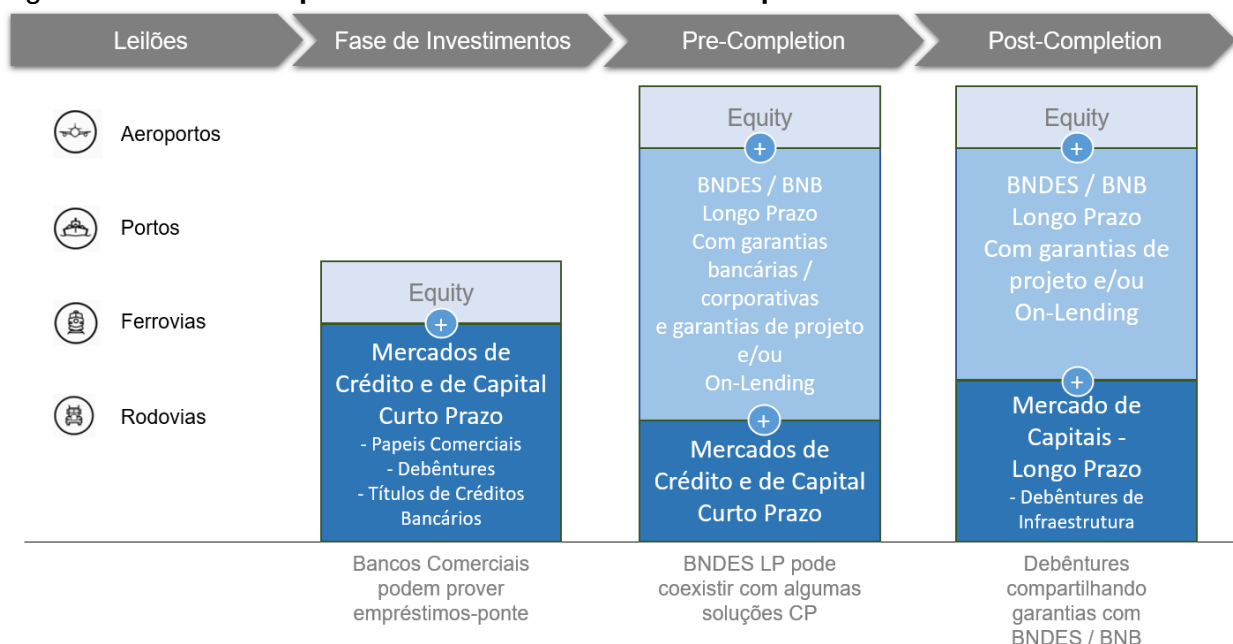 Leilões
Fase de Investimentos
Pre-Completion
Post-Completion
Aeroportos
Portos
Ferrovias
Rodovias
Equity
+
Mercados de
Crédito e de Capital
Curto Prazo
- Papeis Comerciais
- Debêntures
- Títulos de Créditos
Bancários
Bancos Comerciais
podem prover
empréstimos-ponte
Equity
+
BNDES / BNB
Longo Prazo
Com garantias
bancárias /
corporativas
e garantias de projeto
e/ou
On-Lending
+
Mercados de
Crédito e de Capital
Curto Prazo
BNDES LP pode
coexistir com algumas
soluções CP
Equity
+
BNDES / BNB
Longo Prazo
Com garantias de
projeto e/ou
On-Lending
+
Mercado de
Capitais -
Longo Prazo
- Debêntures de
Infraestrutura
Debêntures
compartilhando
garantias com
BNDES / BNB